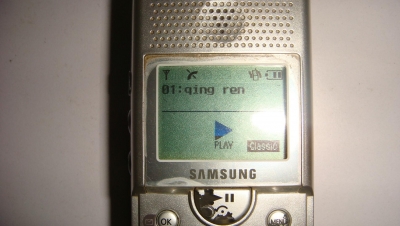 01:qing ren
PLAY
Classic
SAMSUNG
OK
MENU